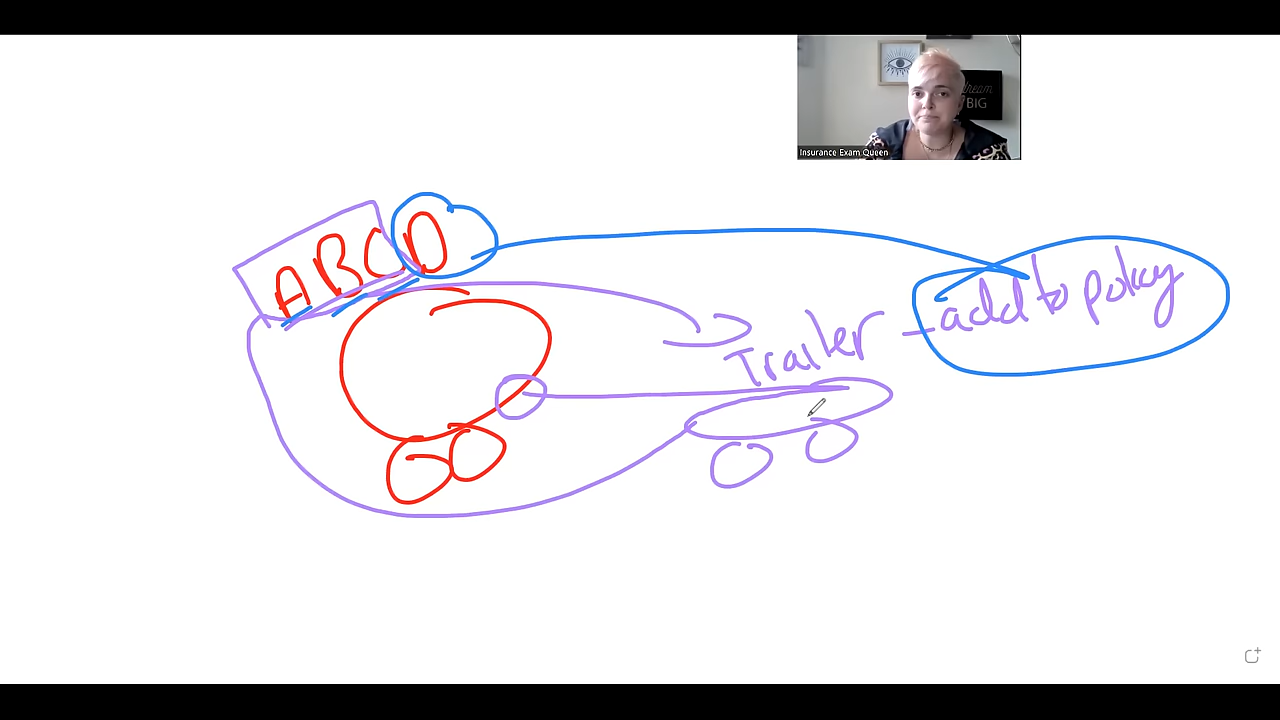 dream
BIG
Insurance Exam Queen
ABCD
Trailer - add to policy